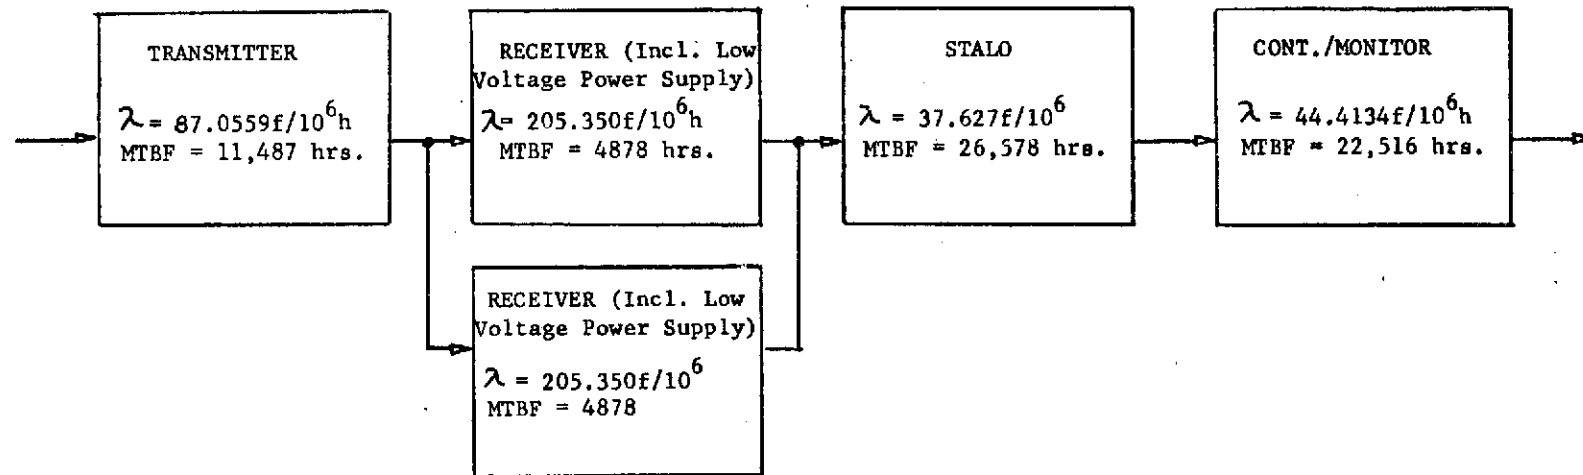 TRANSMITTER
λ = 87.0559f/10⁶h
MTBF = 11,487 hrs.
RECEIVER (Incl. Low
Voltage Power Supply)
λ= 205.350f/10⁶h
MTBF = 4878 hrs.
STALO
λ = 37.627f/10⁶
MTBF = 26,578 hrs.
CONT./MONITOR
λ = 44.4134f/10⁶h
MTBF = 22,516 hrs.
RECEIVER (Incl. Low
Voltage Power Supply)
λ = 205.350f/10⁶
MTBF = 4878